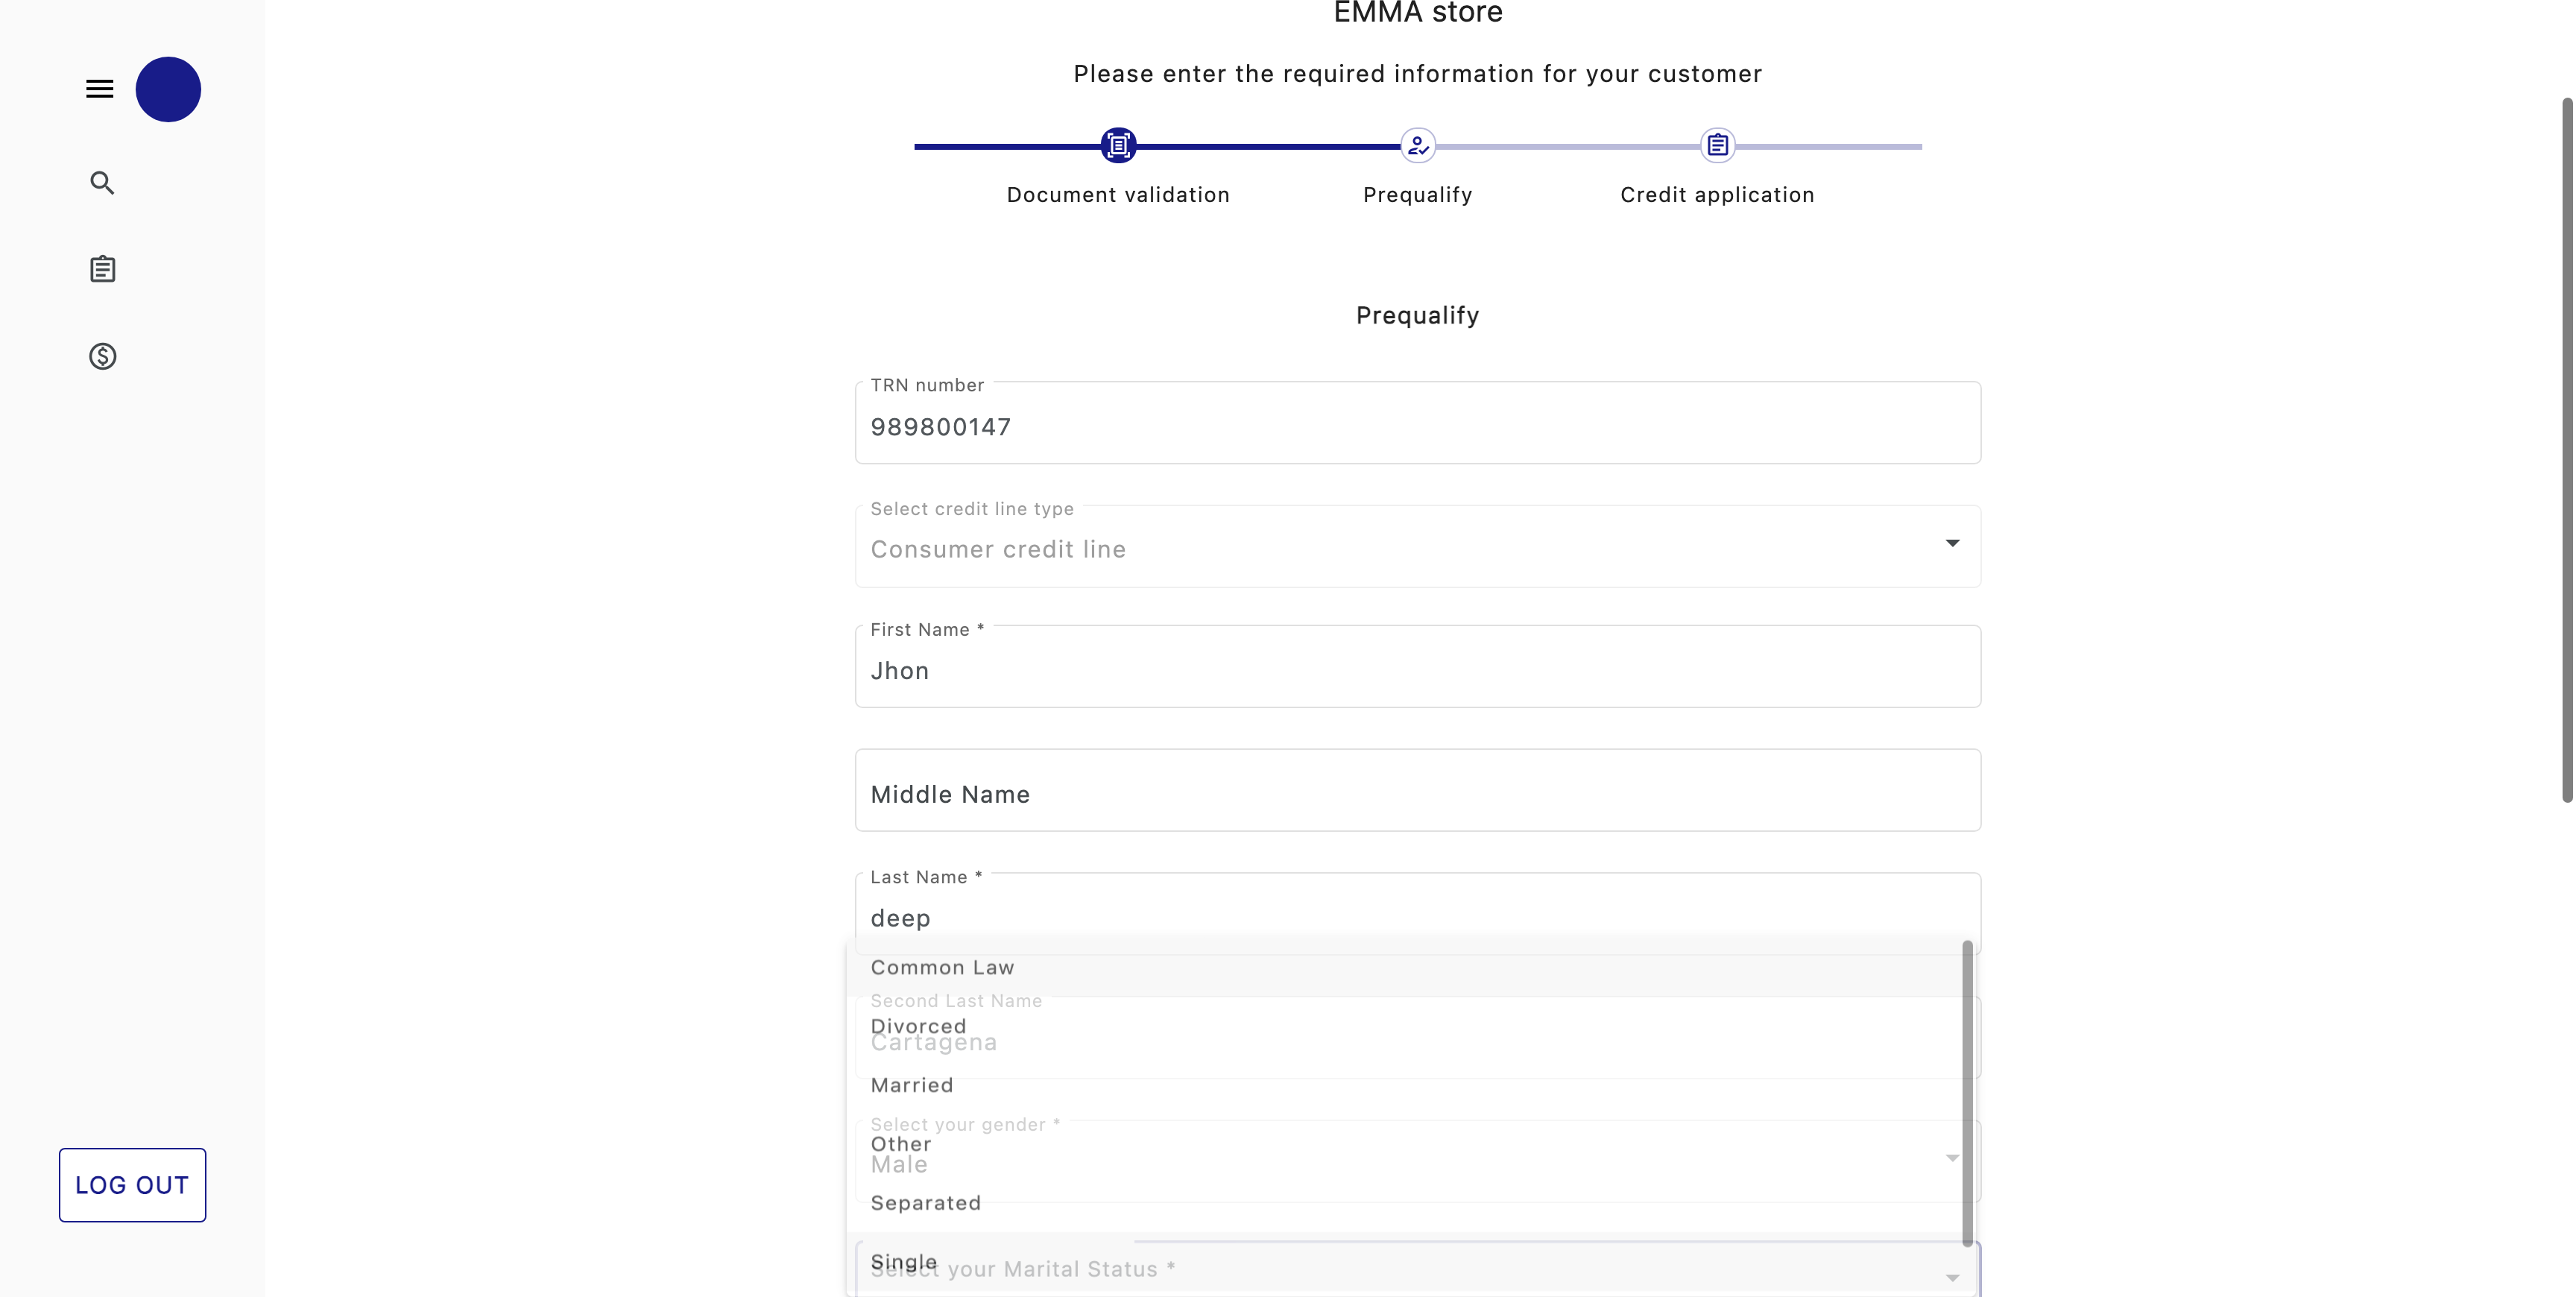 EMMA store
Please enter the required information for your customer
Document validation
Prequalify
Credit application
Prequalify
TRN number
989800147
Select credit line type
Consumer credit line
First Name *
Jhon
Middle Name
Last Name *
deep
Common Law
Second Last Name
Divorced
Cartagena
Married
Select your gender *
Other
Male
Separated
Single
Select your Marital Status *
LOG OUT